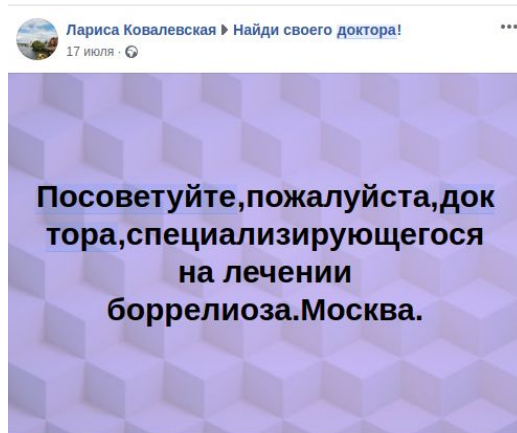 Лариса Ковалевская ▶ Найди своего доктора!
17 июля ·
Посоветуйте,пожалуйста,док
тора,специализирующегося
на лечении
боррелиоза.Москва.